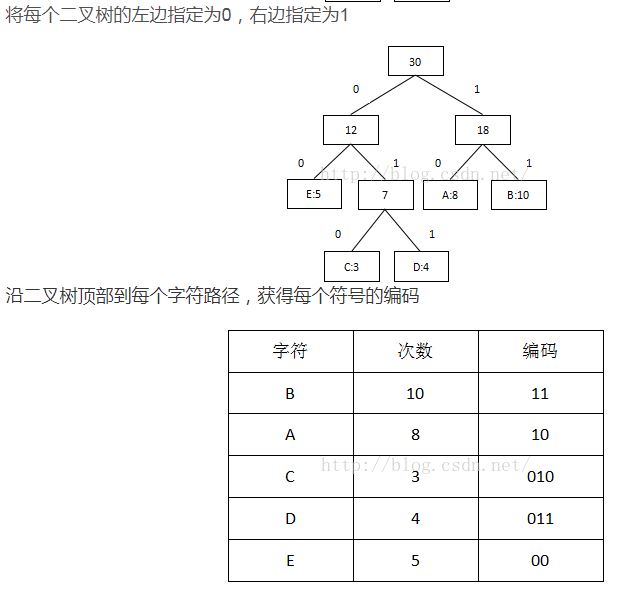 将每个二叉树的左边指定为0，右边指定为1
30
0 1
12 18
0 1 0 1
http://blog.csdn.net/
E:5 7 A:8 B:10
0 1
C:3 D:4
沿二叉树顶部到每个字符路径，获得每个符号的编码
字符 次数 编码
B 10 11
A 8 10
http://blog.csdn.net/
C 3 010
D 4 011
E 5 00